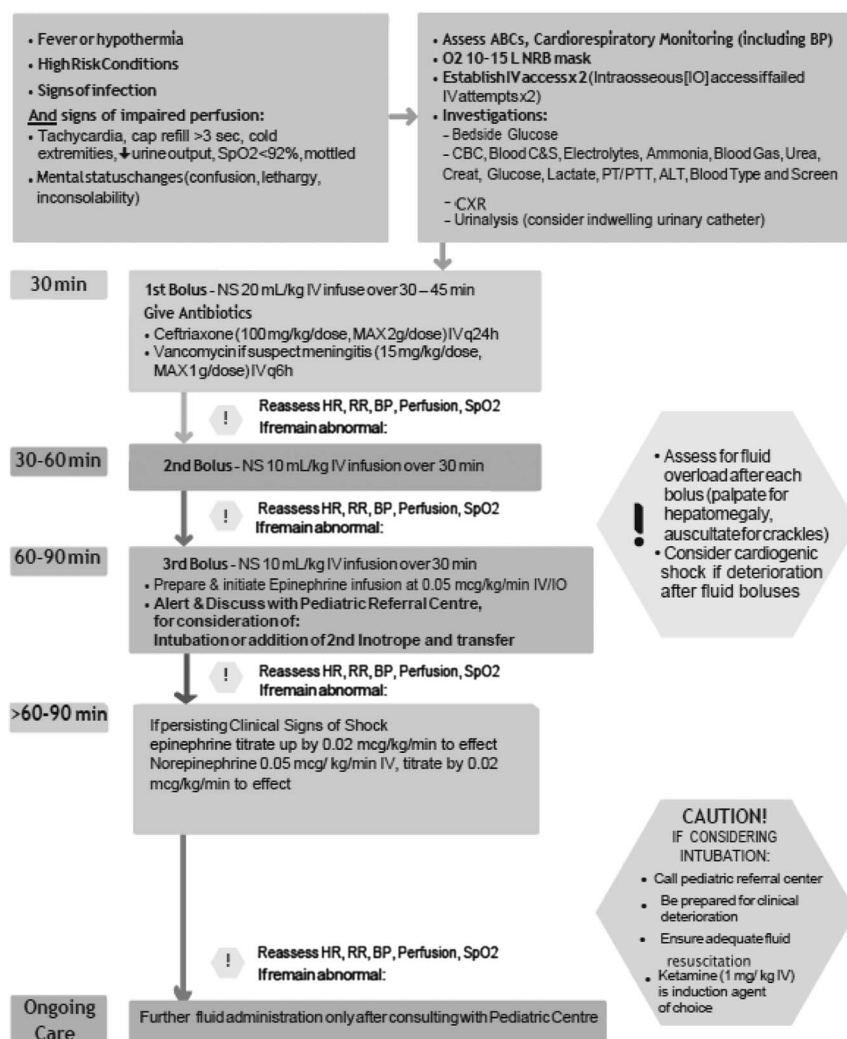 • Fever or hypothermia
• High Risk Conditions
• Signs of infection
And signs of impaired perfusion:
• Tachycardia, cap refill >3 sec, cold
extremities, ↓urine output, SpO2<92%, mottled
• Mental status changes (confusion, lethargy,
inconsolability)
• Assess ABCs, Cardiorespiratory Monitoring (including BP)
• O2 10-15 L NRB mask
• Establish IV access x 2 (Intraosseous [IO] access if failed
IV attempts x2)
• Investigations:
– Bedside Glucose
– CBC, Blood C&S, Electrolytes, Ammonia, Blood Gas, Urea,
Creat, Glucose, Lactate, PT/PTT, ALT, Blood Type and Screen
– CXR
– Urinalysis (consider indwelling urinary catheter)
30 min
1st Bolus - NS 20 mL/kg IV infuse over 30 – 45 min
Give Antibiotics
• Ceftriaxone (100 mg/kg/dose, MAX 2g/dose) IV q24h
• Vancomycin if suspect meningitis (15 mg/kg/dose,
MAX 1 g/dose) IV q6h
! Reassess HR, RR, BP, Perfusion, SpO2
If remain abnormal:
30-60 min
2nd Bolus - NS 10 mL/kg IV infusion over 30 min
! Reassess HR, RR, BP, Perfusion, SpO2
If remain abnormal:
60-90 min
3rd Bolus - NS 10 mL/kg IV infusion over 30 min
• Prepare & initiate Epinephrine infusion at 0.05 mcg/kg/min IV/IO
• Alert & Discuss with Pediatric Referral Centre,
for consideration of:
Intubation or addition of 2nd Inotrope and transfer
! Reassess HR, RR, BP, Perfusion, SpO2
If remain abnormal:
>60-90 min
If persisting Clinical Signs of Shock
epinephrine titrate up by 0.02 mcg/kg/min to effect
Norepinephrine 0.05 mcg/ kg/min IV, titrate by 0.02
mcg/kg/min to effect
! Reassess HR, RR, BP, Perfusion, SpO2
If remain abnormal:
Ongoing
Care
Further fluid administration only after consulting with Pediatric Centre
!
• Assess for fluid
overload after each
bolus (palpate for
hepatomegaly,
auscultate for crackles)
• Consider cardiogenic
shock if deterioration
after fluid boluses
CAUTION!
IF CONSIDERING
INTUBATION:
• Call pediatric referral center
• Be prepared for clinical
deterioration
• Ensure adequate fluid
resuscitation
• Ketamine (1 mg/ kg IV)
is induction agent
of choice